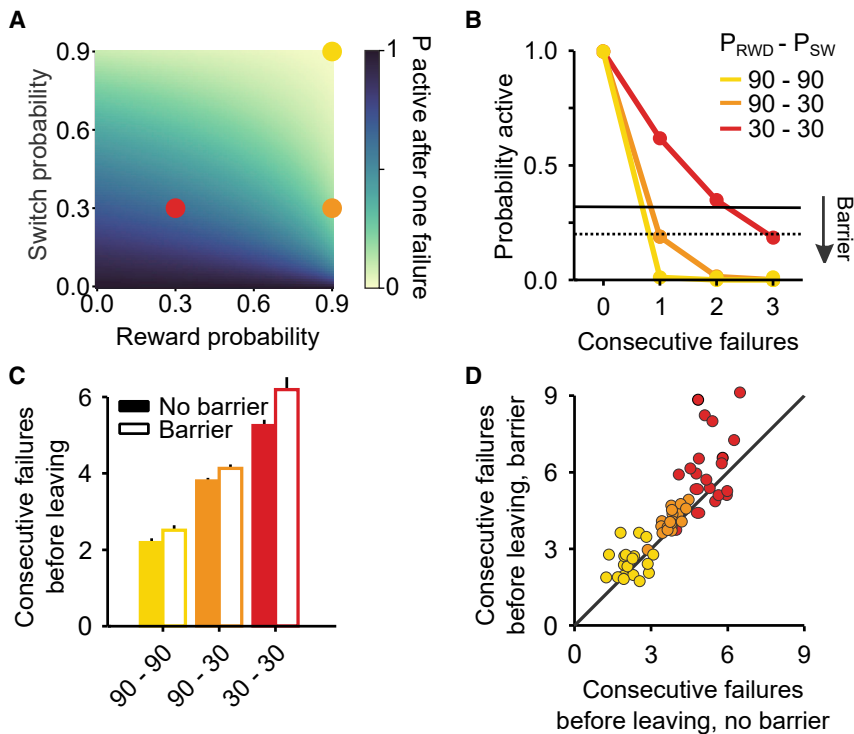 A
0.9
0.6
0.3
0.0
Switch probability
0.0
0.3
0.6
0.9
Reward probability
1
0
P active after one failure
B
1.0
0.5
0.0
Probability active
0
1
2
3
Consecutive failures
PRWD - PSW
90 - 90
90 - 30
30 - 30
Barrier
C
6
4
2
0
Consecutive failures
before leaving
No barrier
Barrier
90 - 90
90 - 30
30 - 30
D
9
6
3
0
Consecutive failures
before leaving, barrier
0
3
6
9
Consecutive failures
before leaving, no barrier